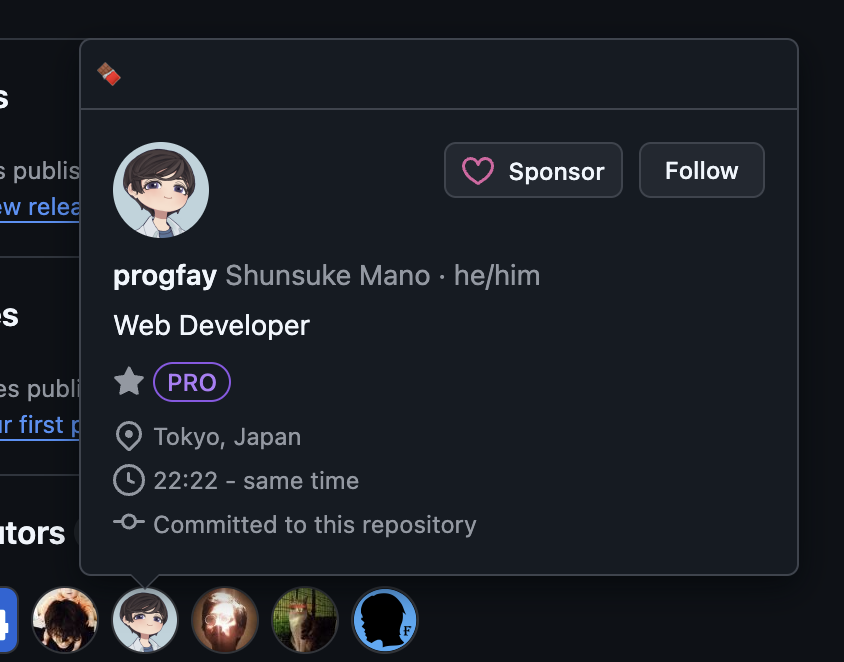 s
s publis
ew relea
es
es publi
ur first p
utors
Sponsor
Follow
progfay Shunsuke Mano · he/him
Web Developer
PRO
Tokyo, Japan
22:22 - same time
Committed to this repository
4
F